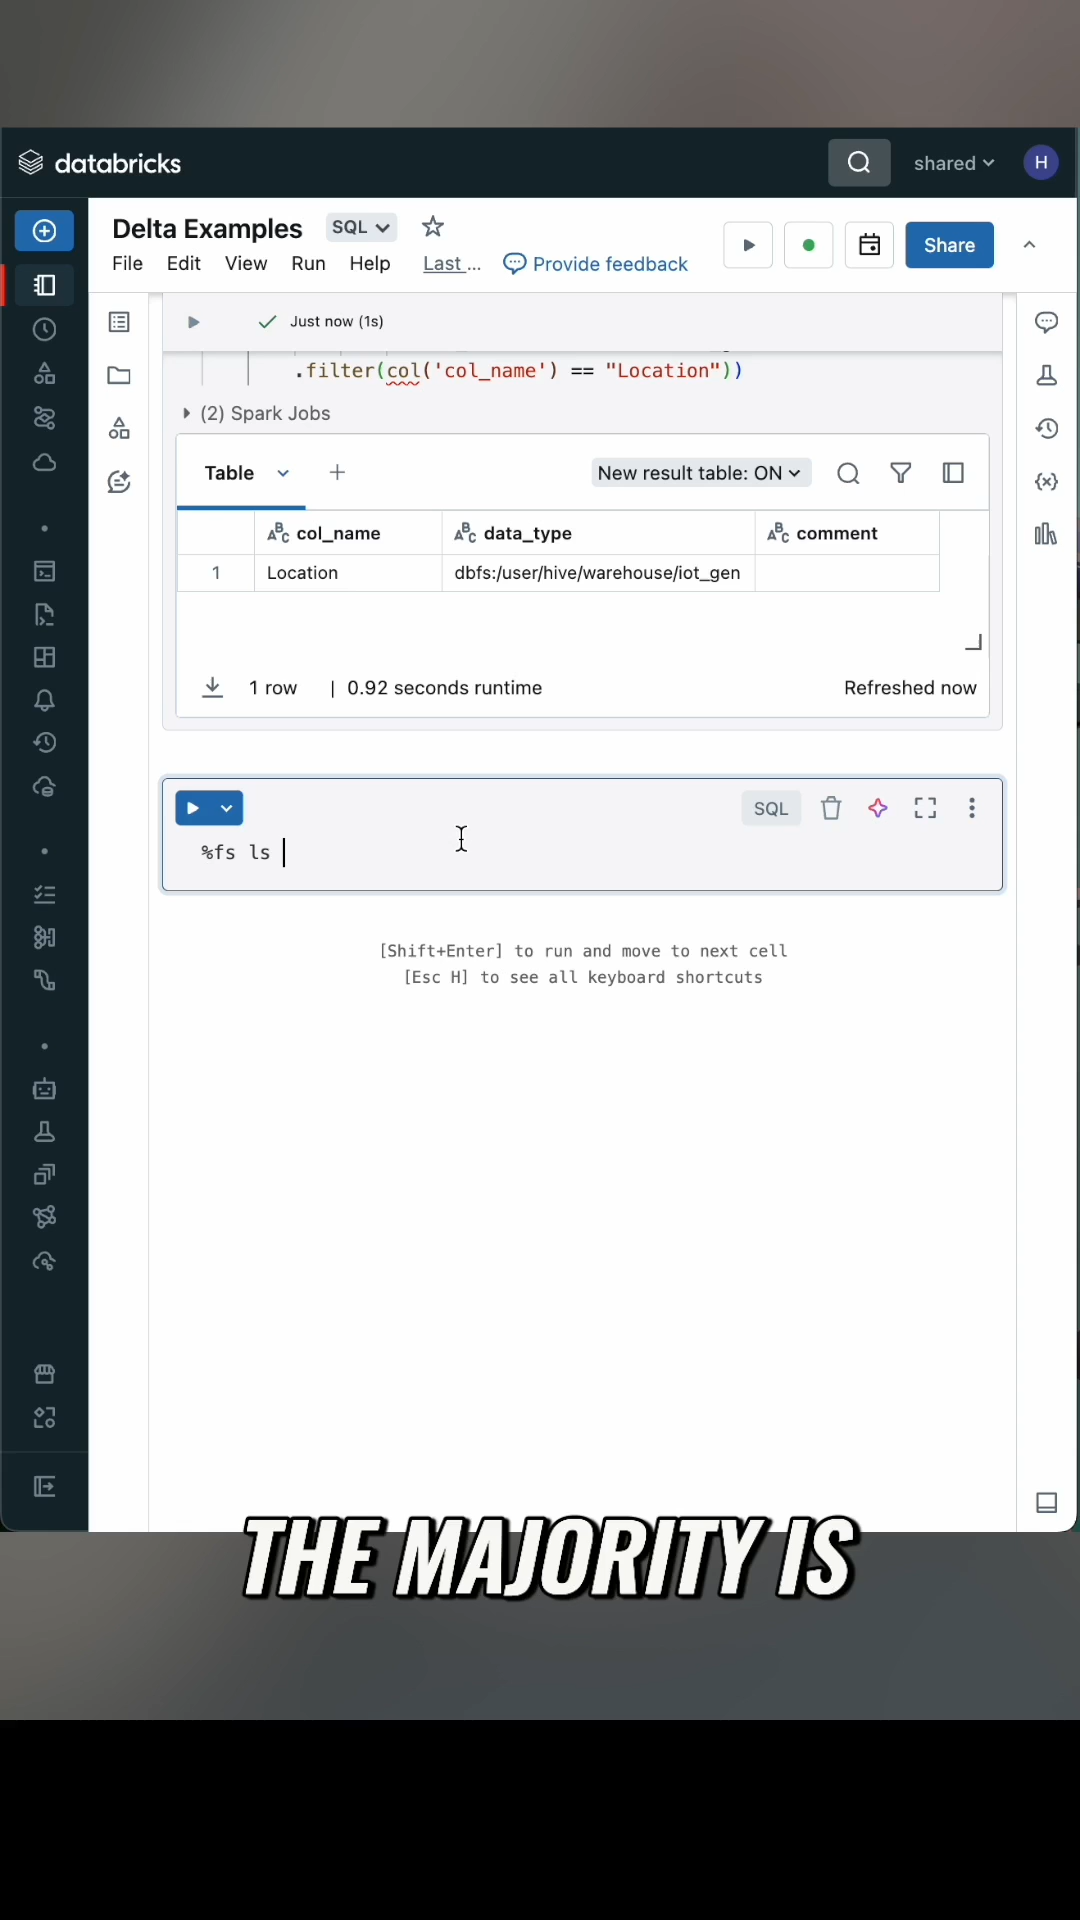 databricks
shared
H
Delta Examples
SQL
File Edit View Run Help Last ... Provide feedback
Share
Just now (1s)
.filter(col('col_name') == "Location"))
(2) Spark Jobs
Table
New result table: ON
col_name data_type comment
1 Location dbfs:/user/hive/warehouse/iot_gen
1 row | 0.92 seconds runtime
Refreshed now
SQL
%fs ls
[Shift+Enter] to run and move to next cell
[Esc H] to see all keyboard shortcuts
THE MAJORITY IS